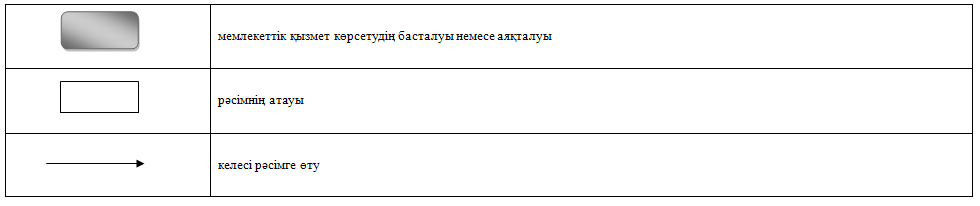 мемлекеттік қызмет көрсетудің басталуы немесе аяқталуы
рәсімнің атауы
келесі рәсімге өту